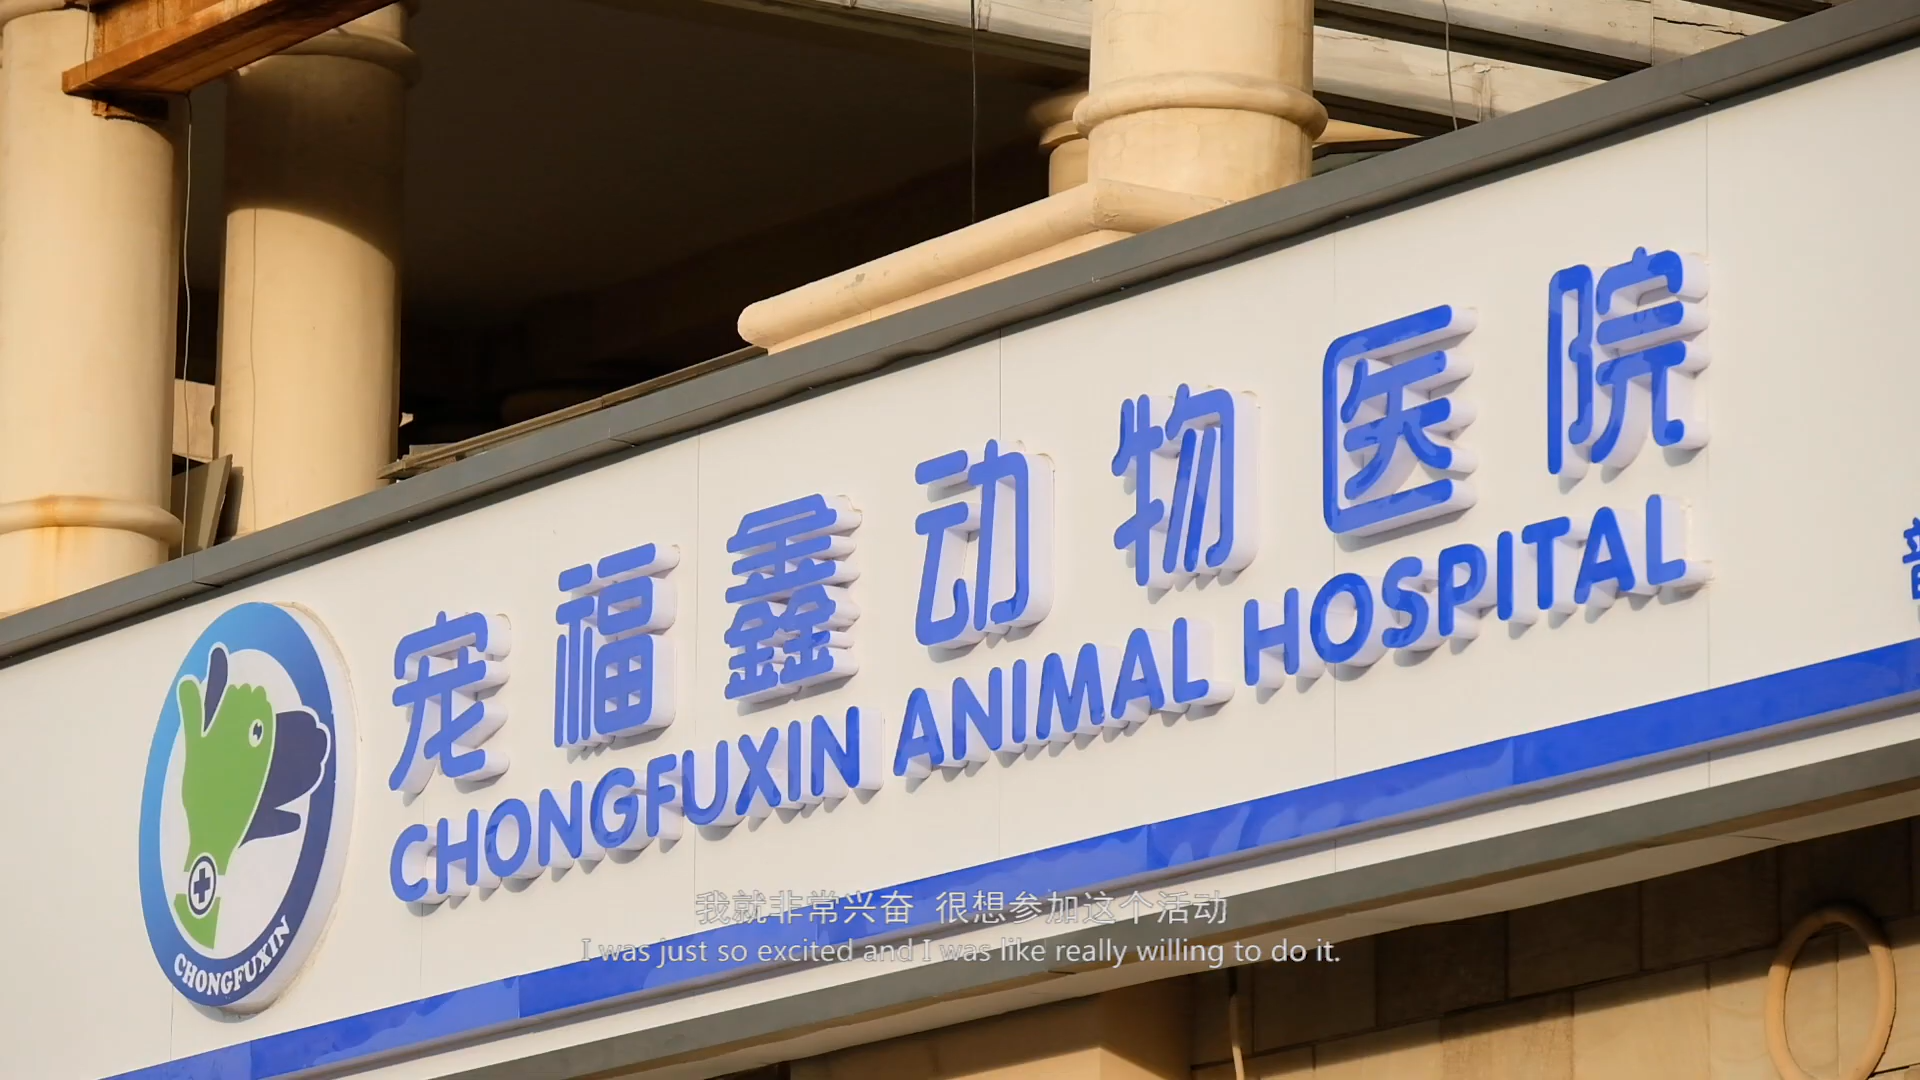 宠福鑫动物医院
CHONGFUXIN ANIMAL HOSPITAL
CHONGFUXIN
我就非常兴奋 很想参加这个活动
I was just so excited and I was like really willing to do it.